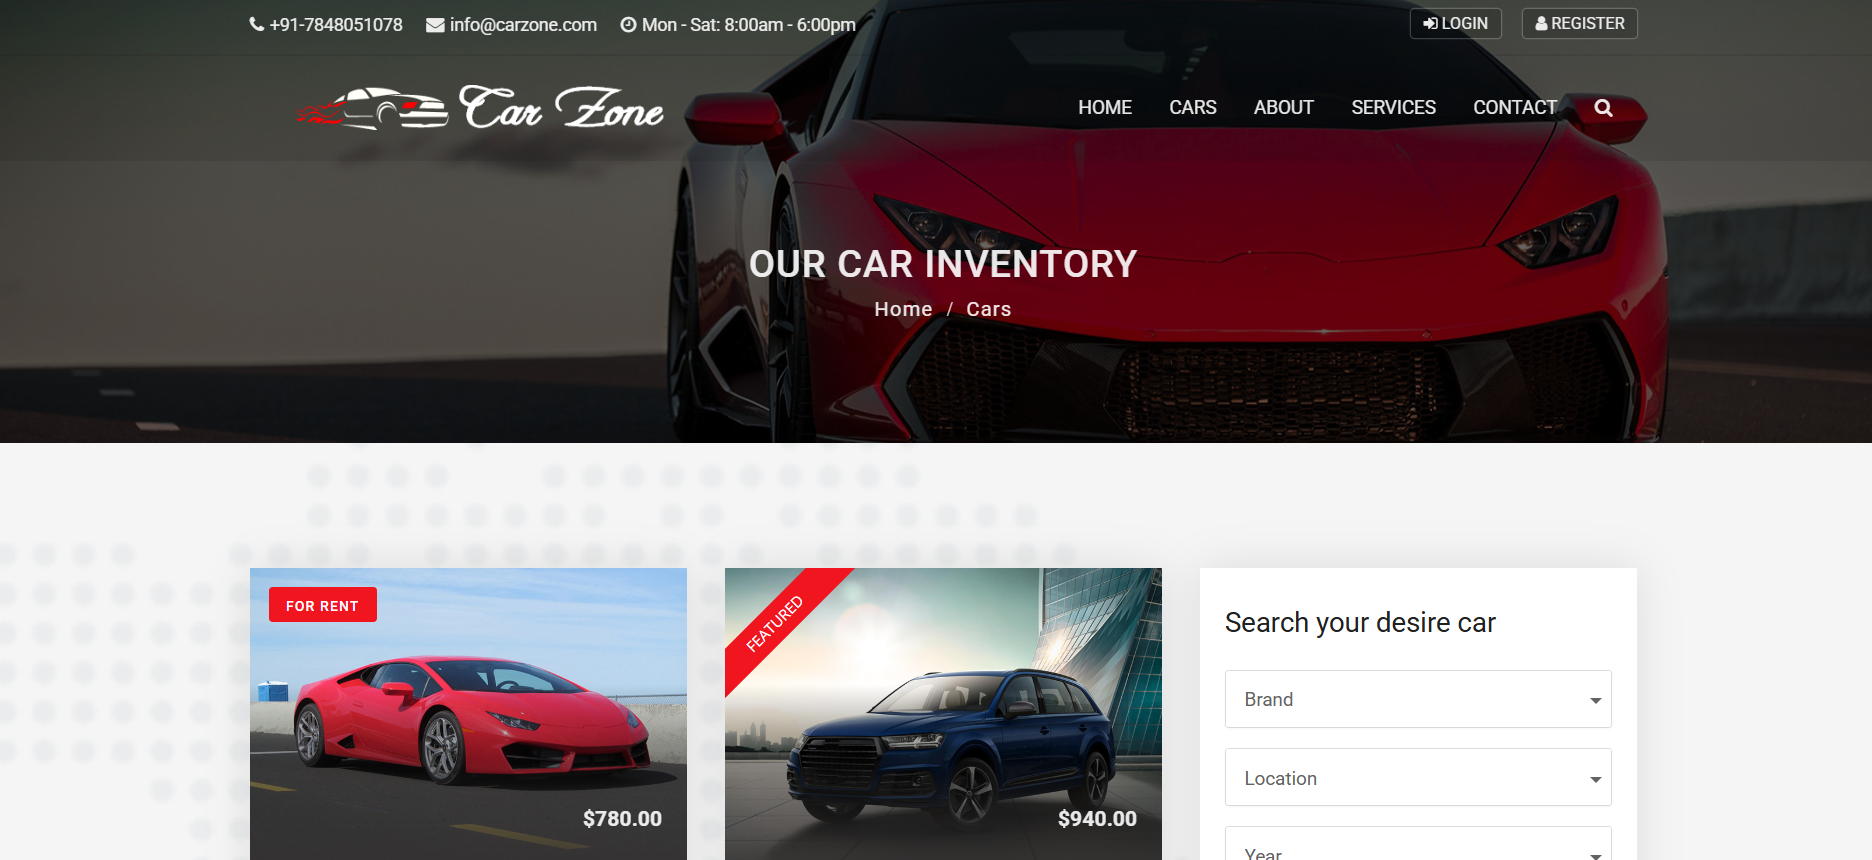 +91-7848051078 info@carzone.com Mon - Sat: 8:00am - 6:00pm LOGIN REGISTER
Car Zone HOME CARS ABOUT SERVICES CONTACT
OUR CAR INVENTORY
Home / Cars
FOR RENT
$780.00
FEATURED
$940.00
Search your desire car
Brand
Location
Year